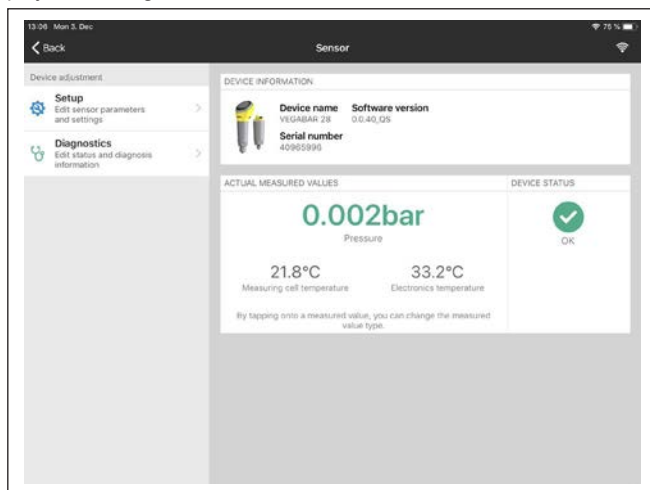 13:06 Mon 3. Dec
75 %
Back
Sensor
Device adjustment
Setup
Edit sensor parameters
and settings
Diagnostics
Edit status and diagnosis
information
DEVICE INFORMATION
Device name Software version
VEGABAR 28 0.0.40_QS
Serial number
40965996
ACTUAL MEASURED VALUES
DEVICE STATUS
0.002bar
Pressure
OK
21.8°C 33.2°C
Measuring cell temperature Electronics temperature
By tapping onto a measured value, you can change the measured
value type.